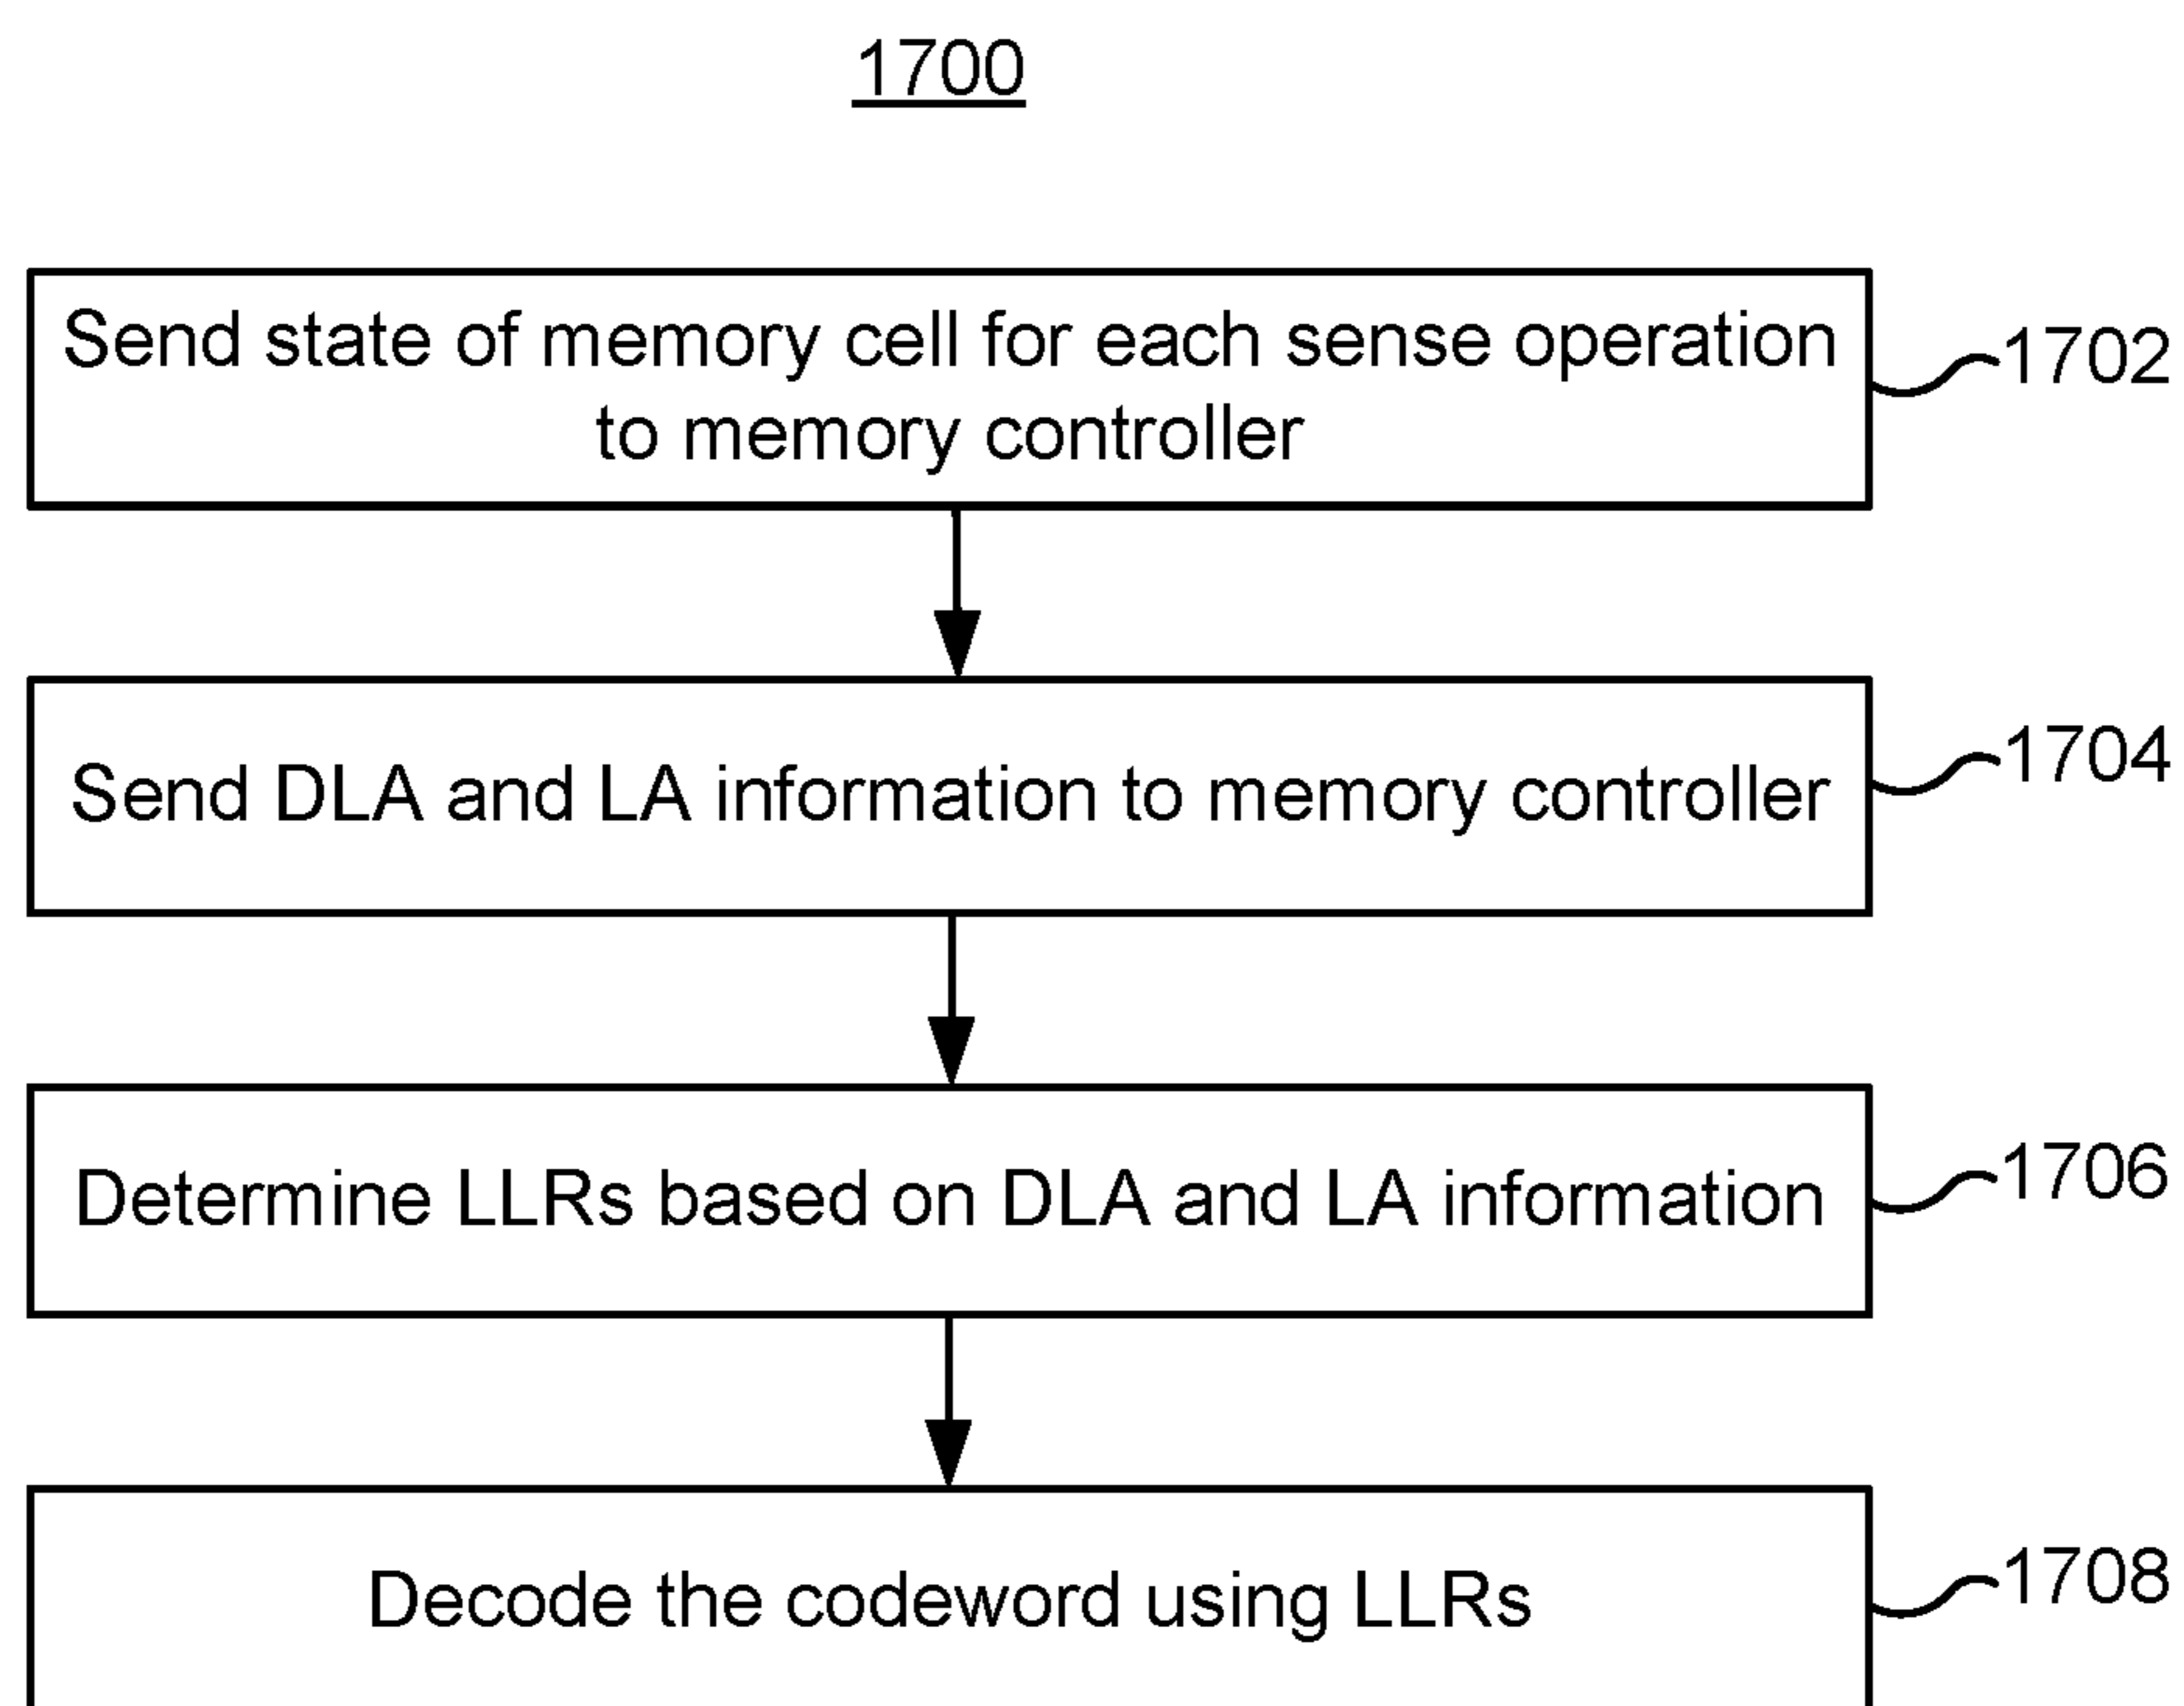 1700
Send state of memory cell for each sense operation
to memory controller
1702
Send DLA and LA information to memory controller
1704
Determine LLRs based on DLA and LA information
1706
Decode the codeword using LLRs
1708